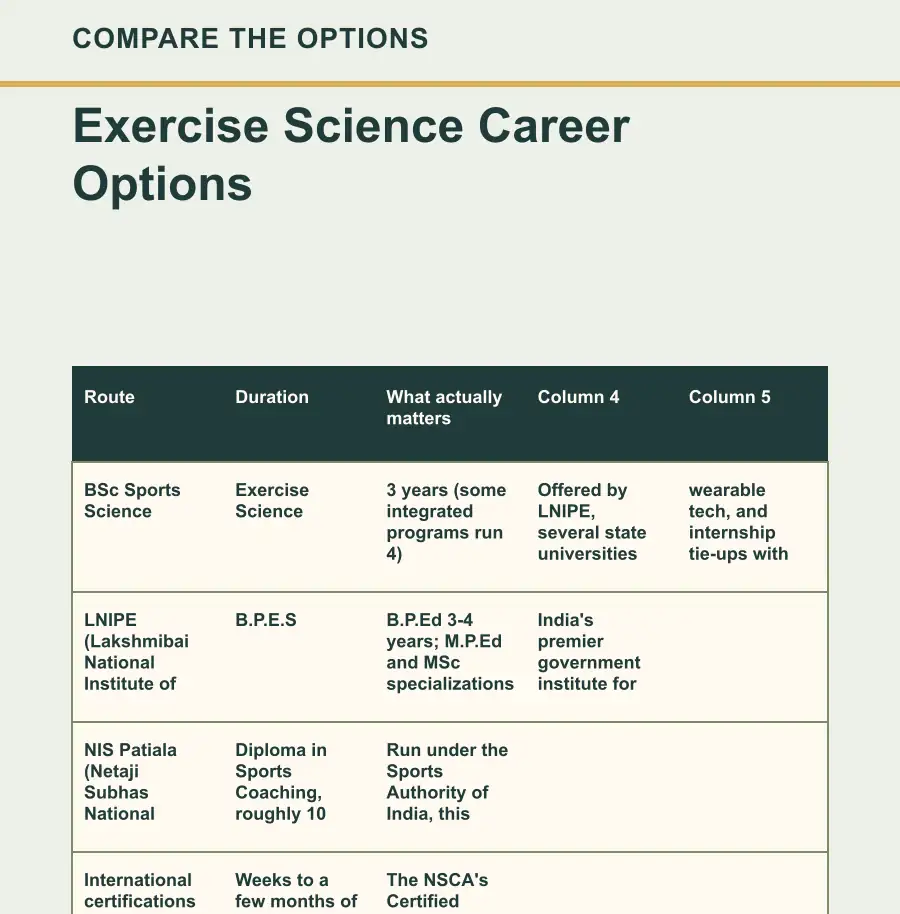 COMPARE THE OPTIONS
Exercise Science Career
Options
Route
Duration
What actually
matters
Column 4
Column 5
BSc Sports
Science
Exercise
Science
3 years (some
integrated
programs run
4)
Offered by
LNIPE,
several state
universities
wearable
tech, and
internship
tie-ups with
LNIPE
(Lakshmibai
National
Institute of
B.P.E.S
B.P.Ed 3-4
years; M.P.Ed
and MSc
specializations
India's
premier
government
institute for
NIS Patiala
(Netaji
Subhas
National
Diploma in
Sports
Coaching,
roughly 10
Run under the
Sports
Authority of
India, this
International
certifications
Weeks to a
few months of
The NSCA's
Certified